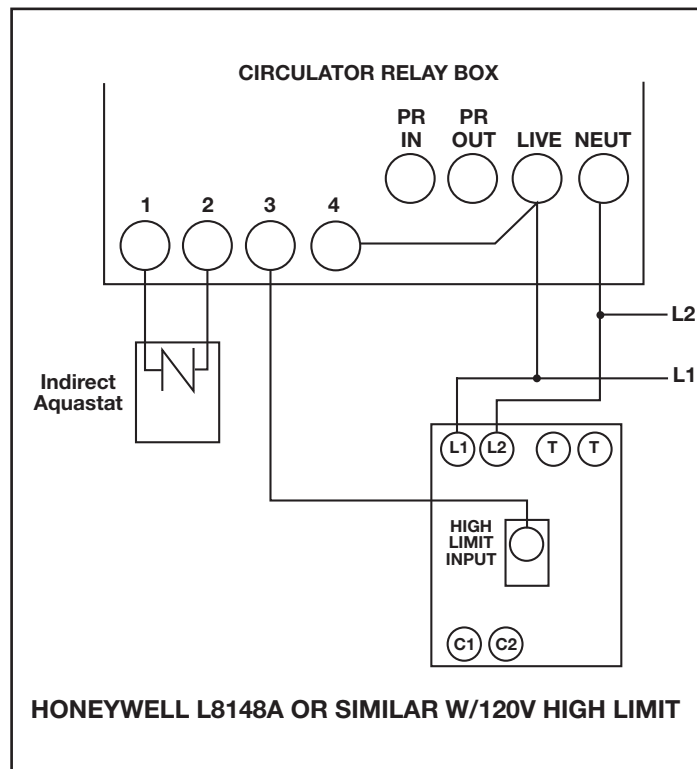 CIRCULATOR RELAY BOX
PR IN
PR OUT
LIVE
NEUT
1
2
3
4
L2
L1
Indirect
Aquastat
L1
L2
T
T
HIGH
LIMIT
INPUT
C1
C2
HONEYWELL L8148A OR SIMILAR W/120V HIGH LIMIT